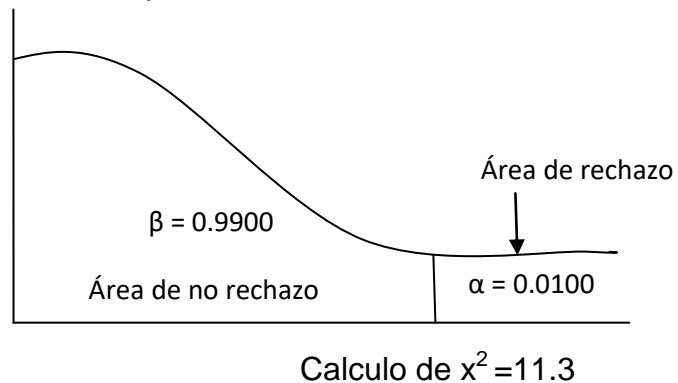 Área de rechazo
β = 0.9900
Área de no rechazo
α = 0.0100
Calculo de x² =11.3